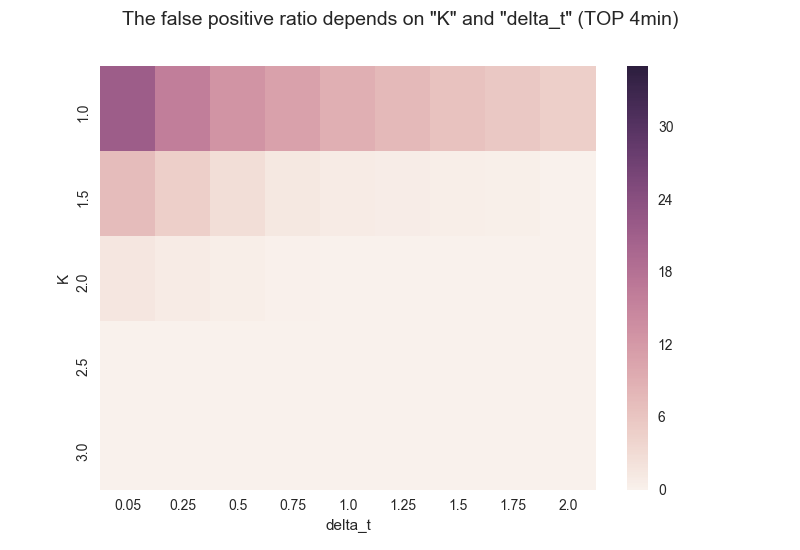 The false positive ratio depends on "K" and "delta_t" (TOP 4min)
1.0
1.5
2.0
2.5
3.0
K
0.05 0.25 0.5 0.75 1.0 1.25 1.5 1.75 2.0
delta_t
30
24
18
12
6
0